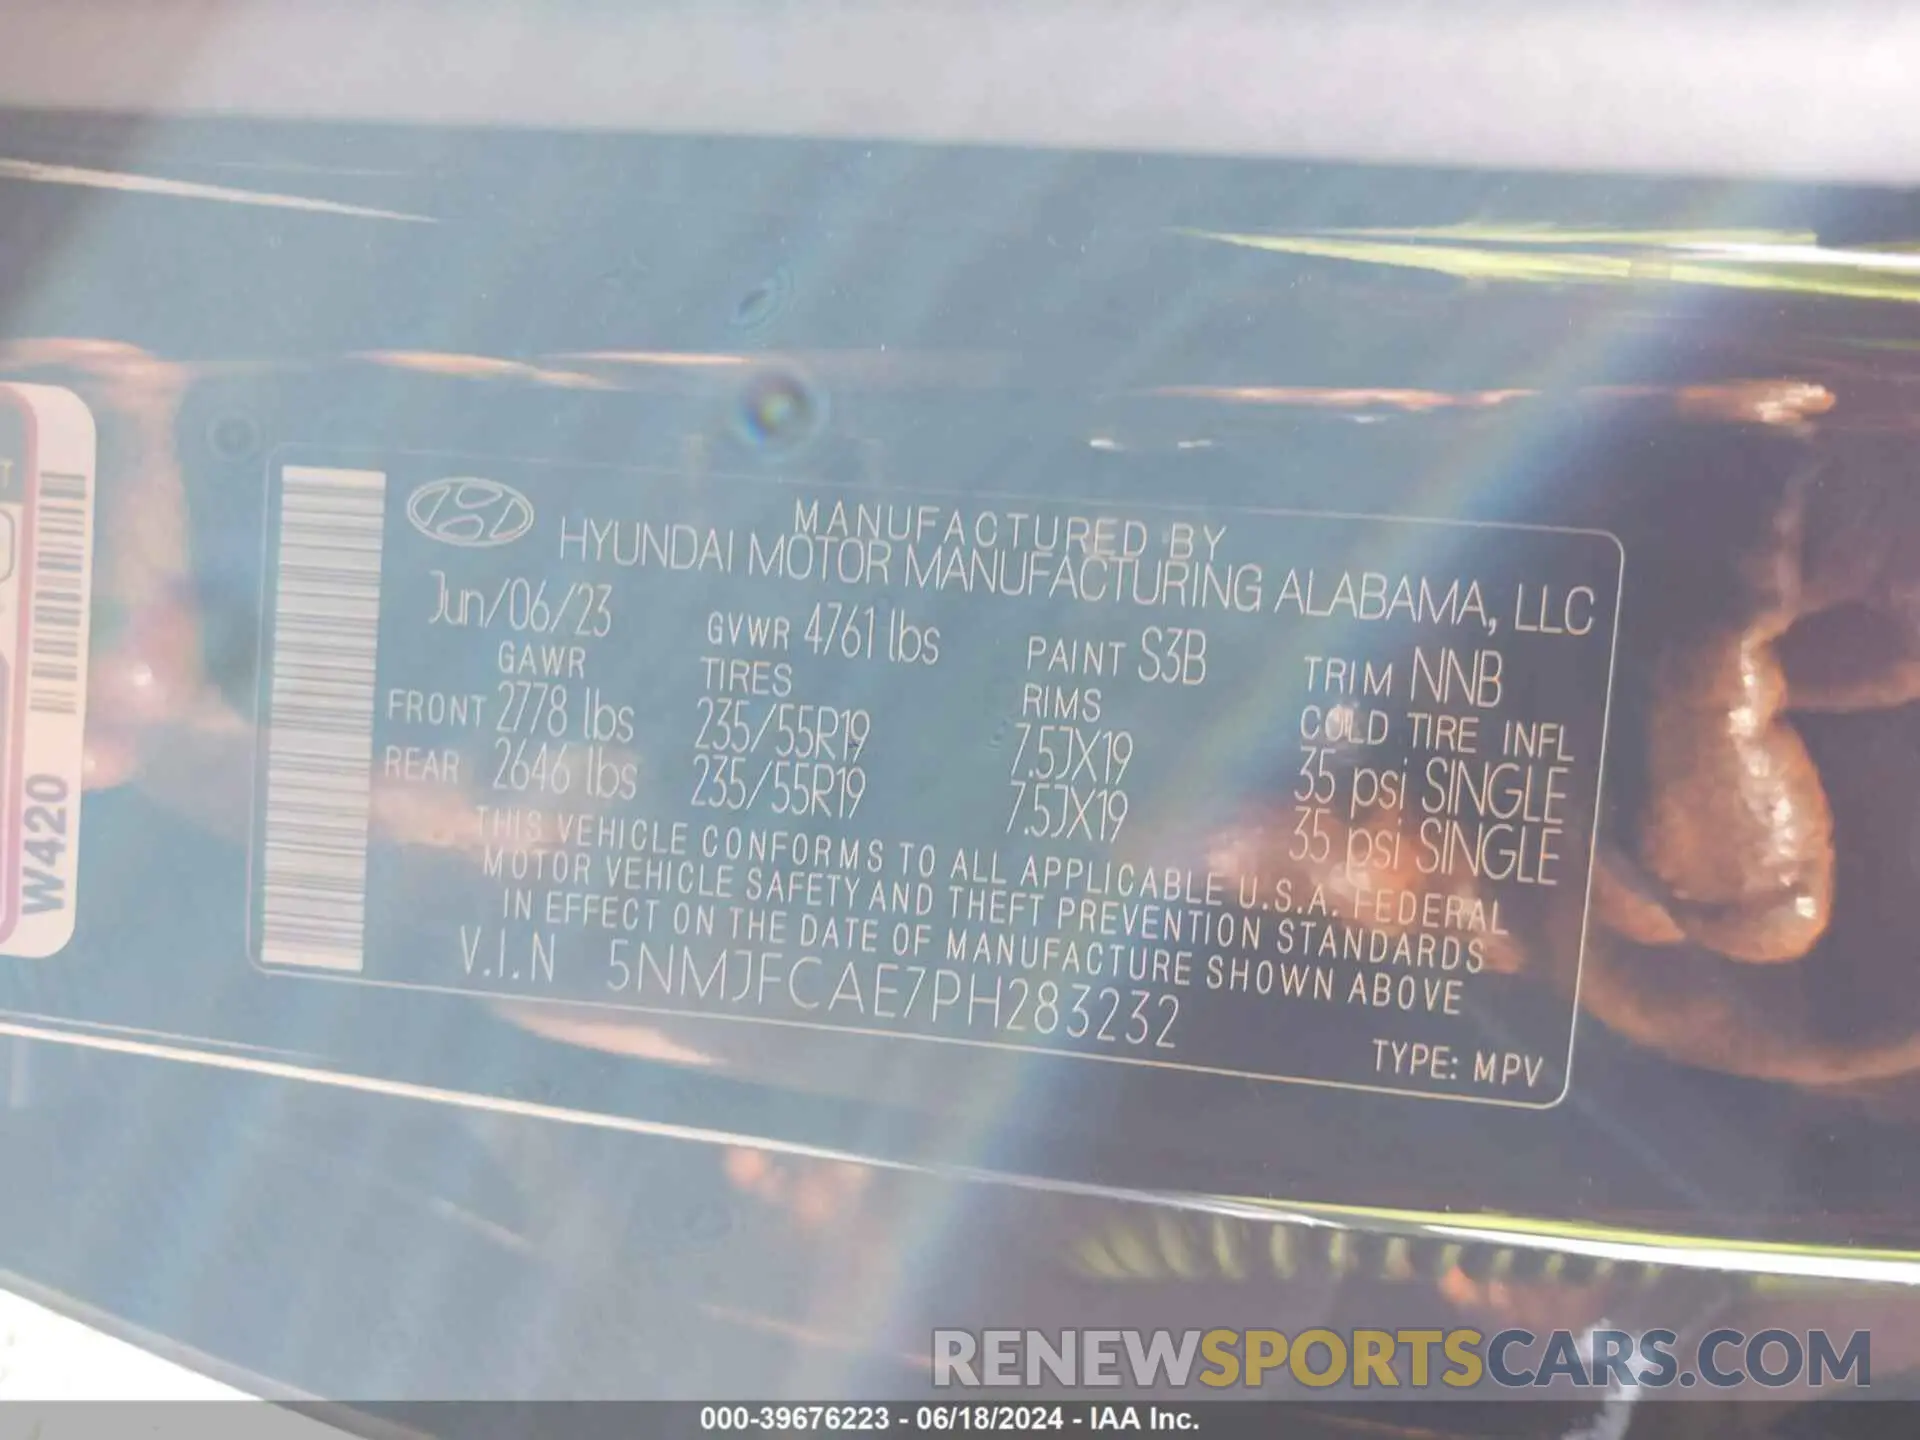 MANUFACTURED BY
HYUNDAI MOTOR MANUFACTURING ALABAMA, LLC
Jun/06/23 GVWR 4761 lbs PAINT S3B TRIM NNB
GAWR TIRES RIMS COLD TIRE INFL
FRONT 2778 lbs 235/55R19 7.5JX19 35 psi SINGLE
REAR 2646 lbs 235/55R19 7.5JX19 35 psi SINGLE
THIS VEHICLE CONFORMS TO ALL APPLICABLE U.S.A. FEDERAL
MOTOR VEHICLE SAFETY AND THEFT PREVENTION STANDARDS
IN EFFECT ON THE DATE OF MANUFACTURE SHOWN ABOVE
V.I.N 5NMJFCAE7PH283232
TYPE: MPV
W420
RENEWSPORTSCARS.COM
000-39676223 - 06/18/2024 - IAA Inc.